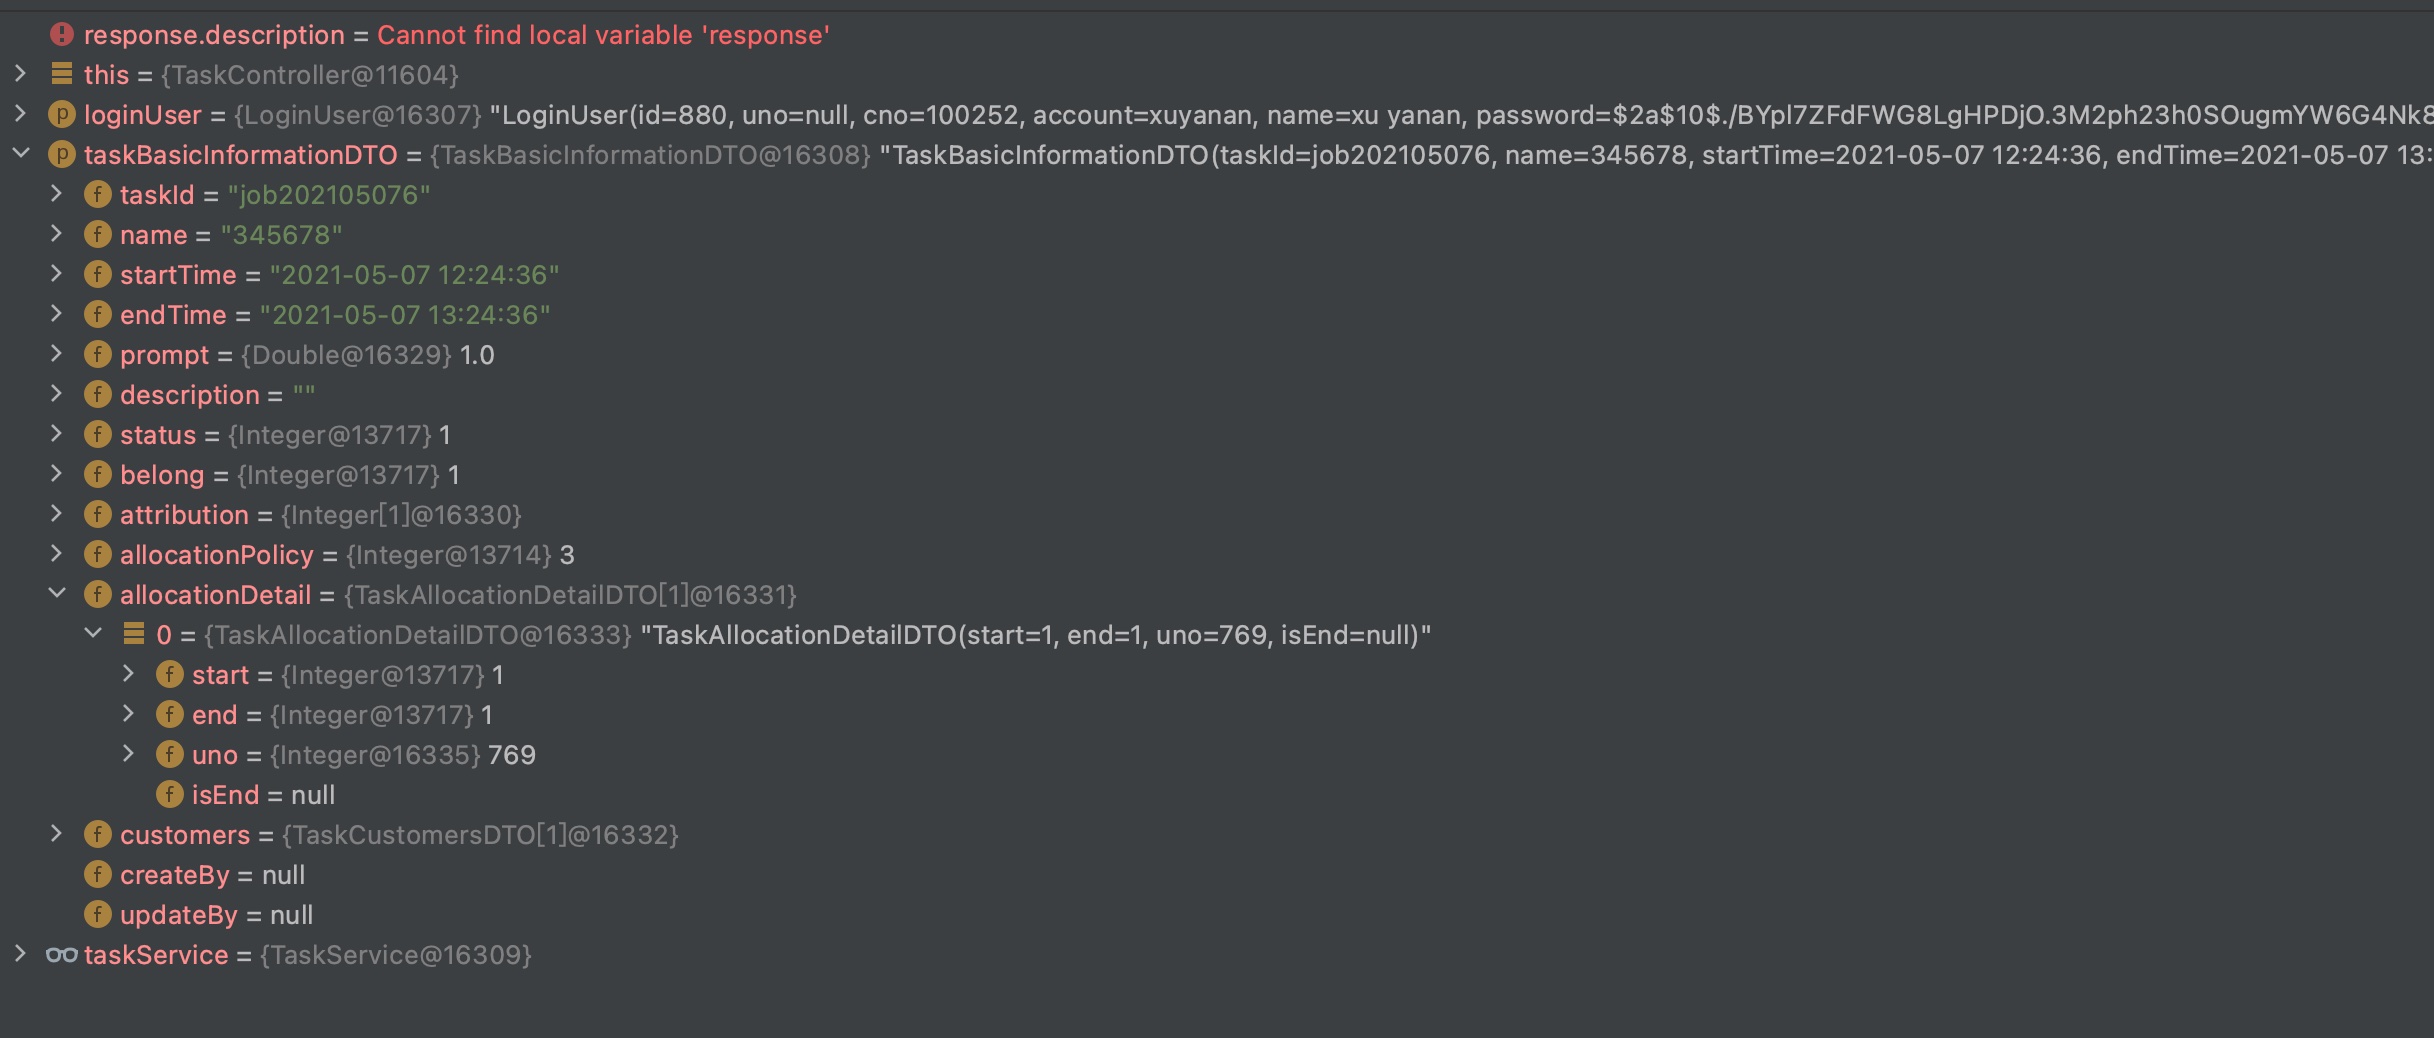 response.description = Cannot find local variable 'response'
this = {TaskController@11604}
loginUser = {LoginUser@16307} "LoginUser(id=880, uno=null, cno=100252, account=xuyanan, name=xu yanan, password=$2a$10$./BYpl7ZFdFWG8LgHPDjO.3M2ph23h0SOugmYW6G4Nk8
taskBasicInformationDTO = {TaskBasicInformationDTO@16308} "TaskBasicInformationDTO(taskId=job202105076, name=345678, startTime=2021-05-07 12:24:36, endTime=2021-05-07 13:
taskId = "job202105076"
name = "345678"
startTime = "2021-05-07 12:24:36"
endTime = "2021-05-07 13:24:36"
prompt = {Double@16329} 1.0
description = ""
status = {Integer@13717} 1
belong = {Integer@13717} 1
attribution = {Integer[1]@16330}
allocationPolicy = {Integer@13714} 3
allocationDetail = {TaskAllocationDetailDTO[1]@16331}
0 = {TaskAllocationDetailDTO@16333} "TaskAllocationDetailDTO(start=1, end=1, uno=769, isEnd=null)"
start = {Integer@13717} 1
end = {Integer@13717} 1
uno = {Integer@16335} 769
isEnd = null
customers = {TaskCustomersDTO[1]@16332}
createBy = null
updateBy = null
taskService = {TaskService@16309}